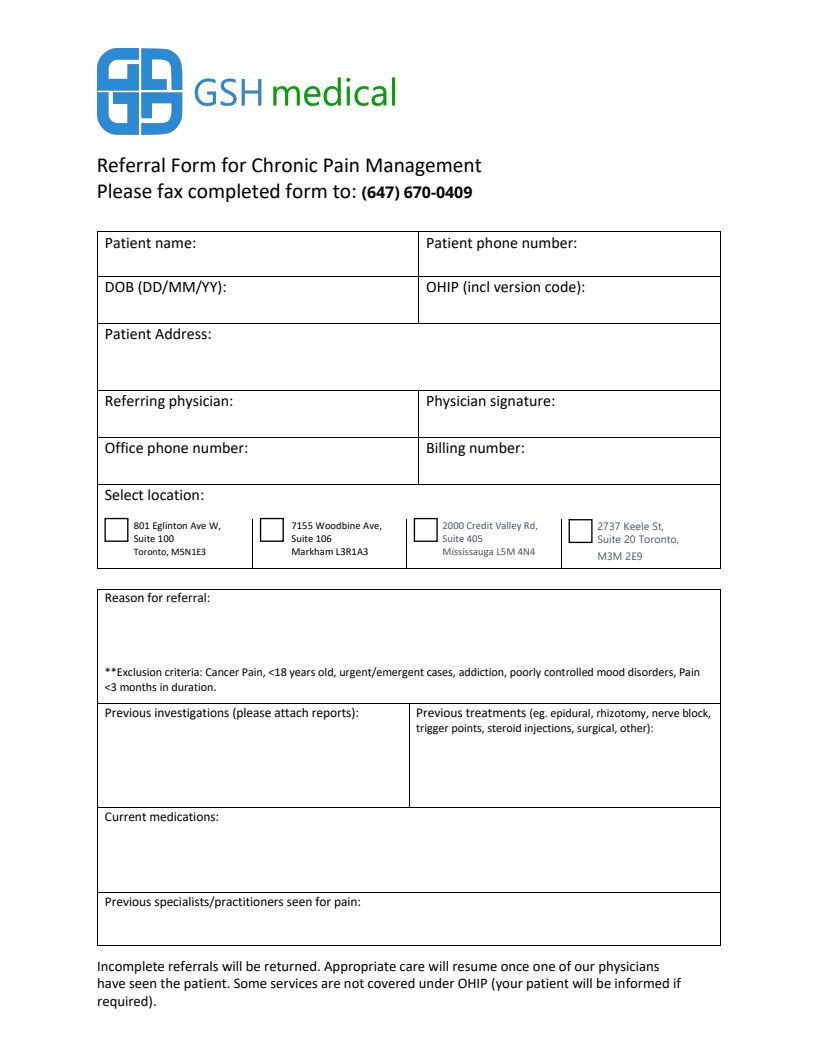 GSH medical
Referral Form for Chronic Pain Management
Please fax completed form to: (647) 670-0409
Patient name:
Patient phone number:
DOB (DD/MM/YY):
OHIP (incl version code):
Patient Address:
Referring physician:
Physician signature:
Office phone number:
Billing number:
Select location:
801 Eglinton Ave W,
Suite 100
Toronto, M5N1E3
7155 Woodbine Ave,
Suite 106
Markham L3R1A3
2000 Credit Valley Rd,
Suite 405
Mississauga L5M 4N4
2737 Keele St,
Suite 20 Toronto,
M3M 2E9
Reason for referral:
**Exclusion criteria: Cancer Pain, <18 years old, urgent/emergent cases, addiction, poorly controlled mood disorders, Pain
<3 months in duration.
Previous investigations (please attach reports):
Previous treatments (eg. epidural, rhizotomy, nerve block,
trigger points, steroid injections, surgical, other):
Current medications:
Previous specialists/practitioners seen for pain:
Incomplete referrals will be returned. Appropriate care will resume once one of our physicians
have seen the patient. Some services are not covered under OHIP (your patient will be informed if
required).